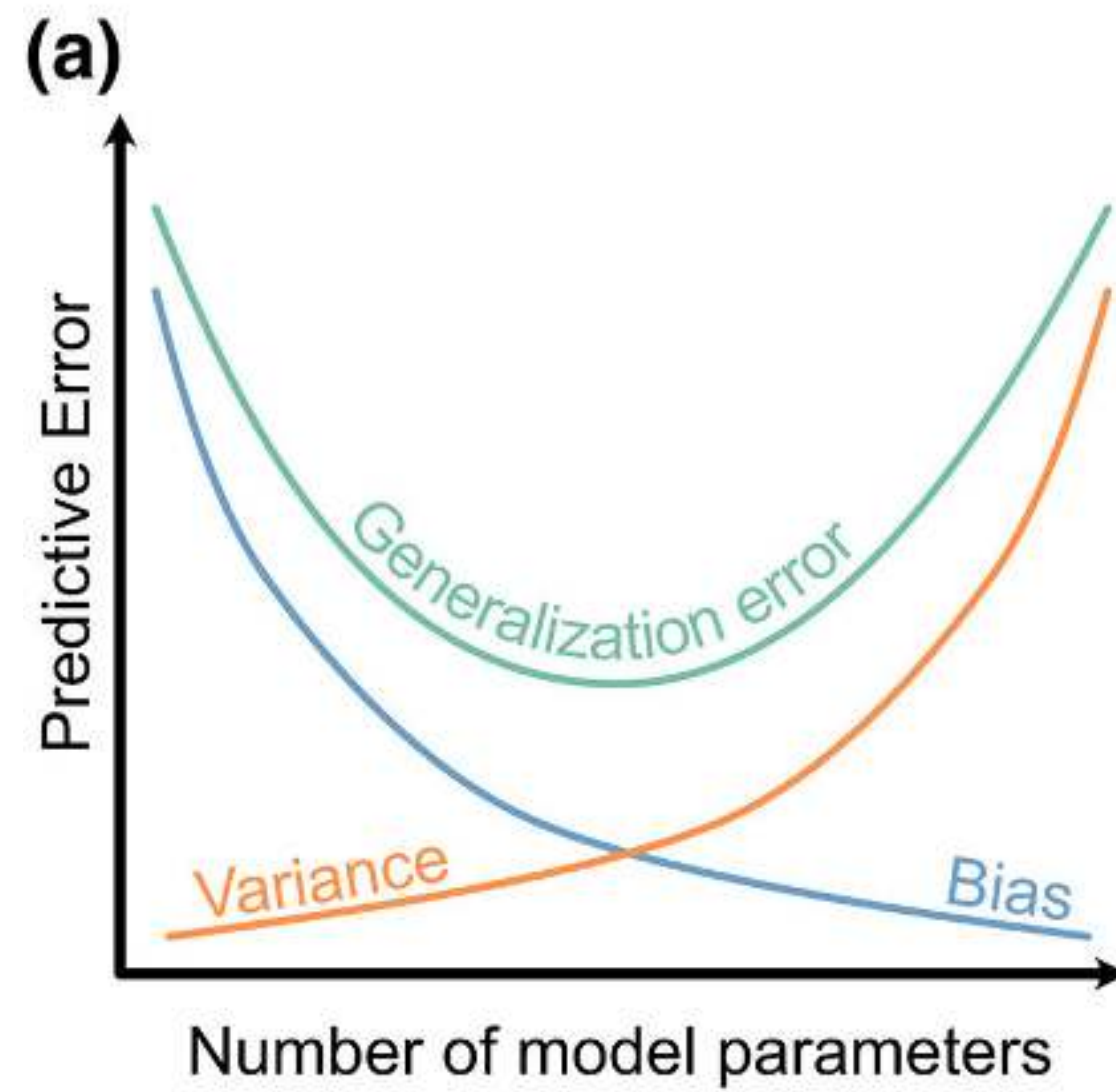 (a)
Predictive Error
Generalization error
Variance
Bias
Number of model parameters